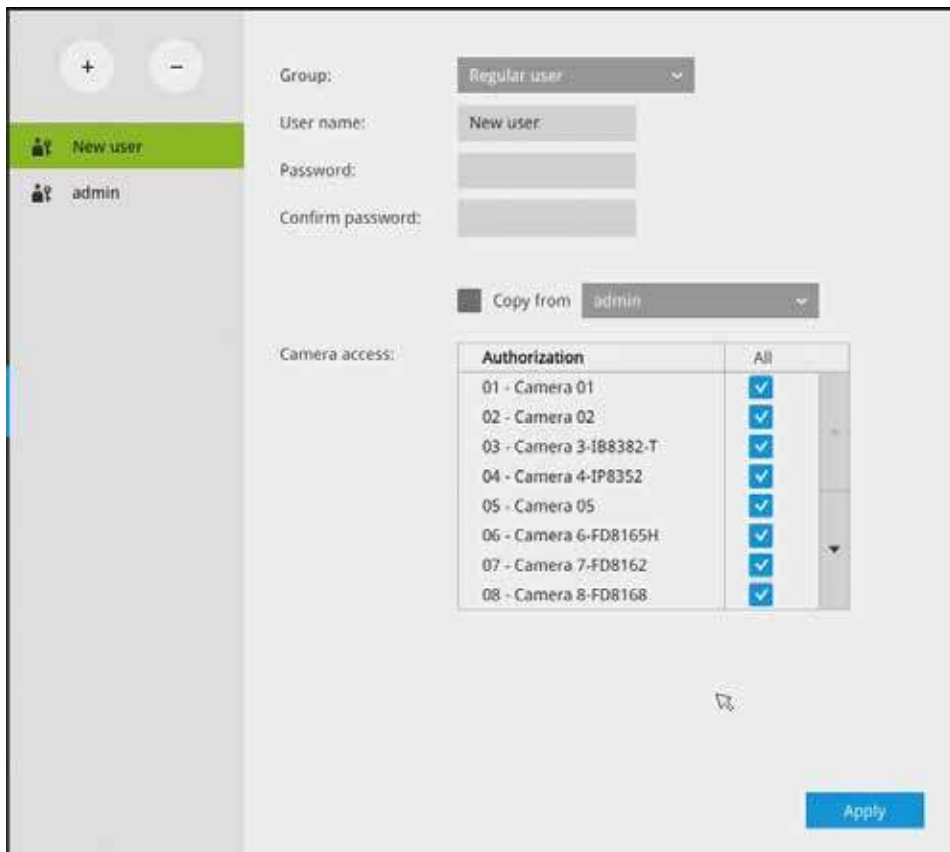 + −
New user
admin
Group: Regular user
User name: New user
Password:
Confirm password:
Copy from admin
Camera access:
Authorization All
01 - Camera 01
02 - Camera 02
03 - Camera 3-IB8382-T
04 - Camera 4-IP8352
05 - Camera 05
06 - Camera 6-FD8165H
07 - Camera 7-FD8162
08 - Camera 8-FD8168
Apply